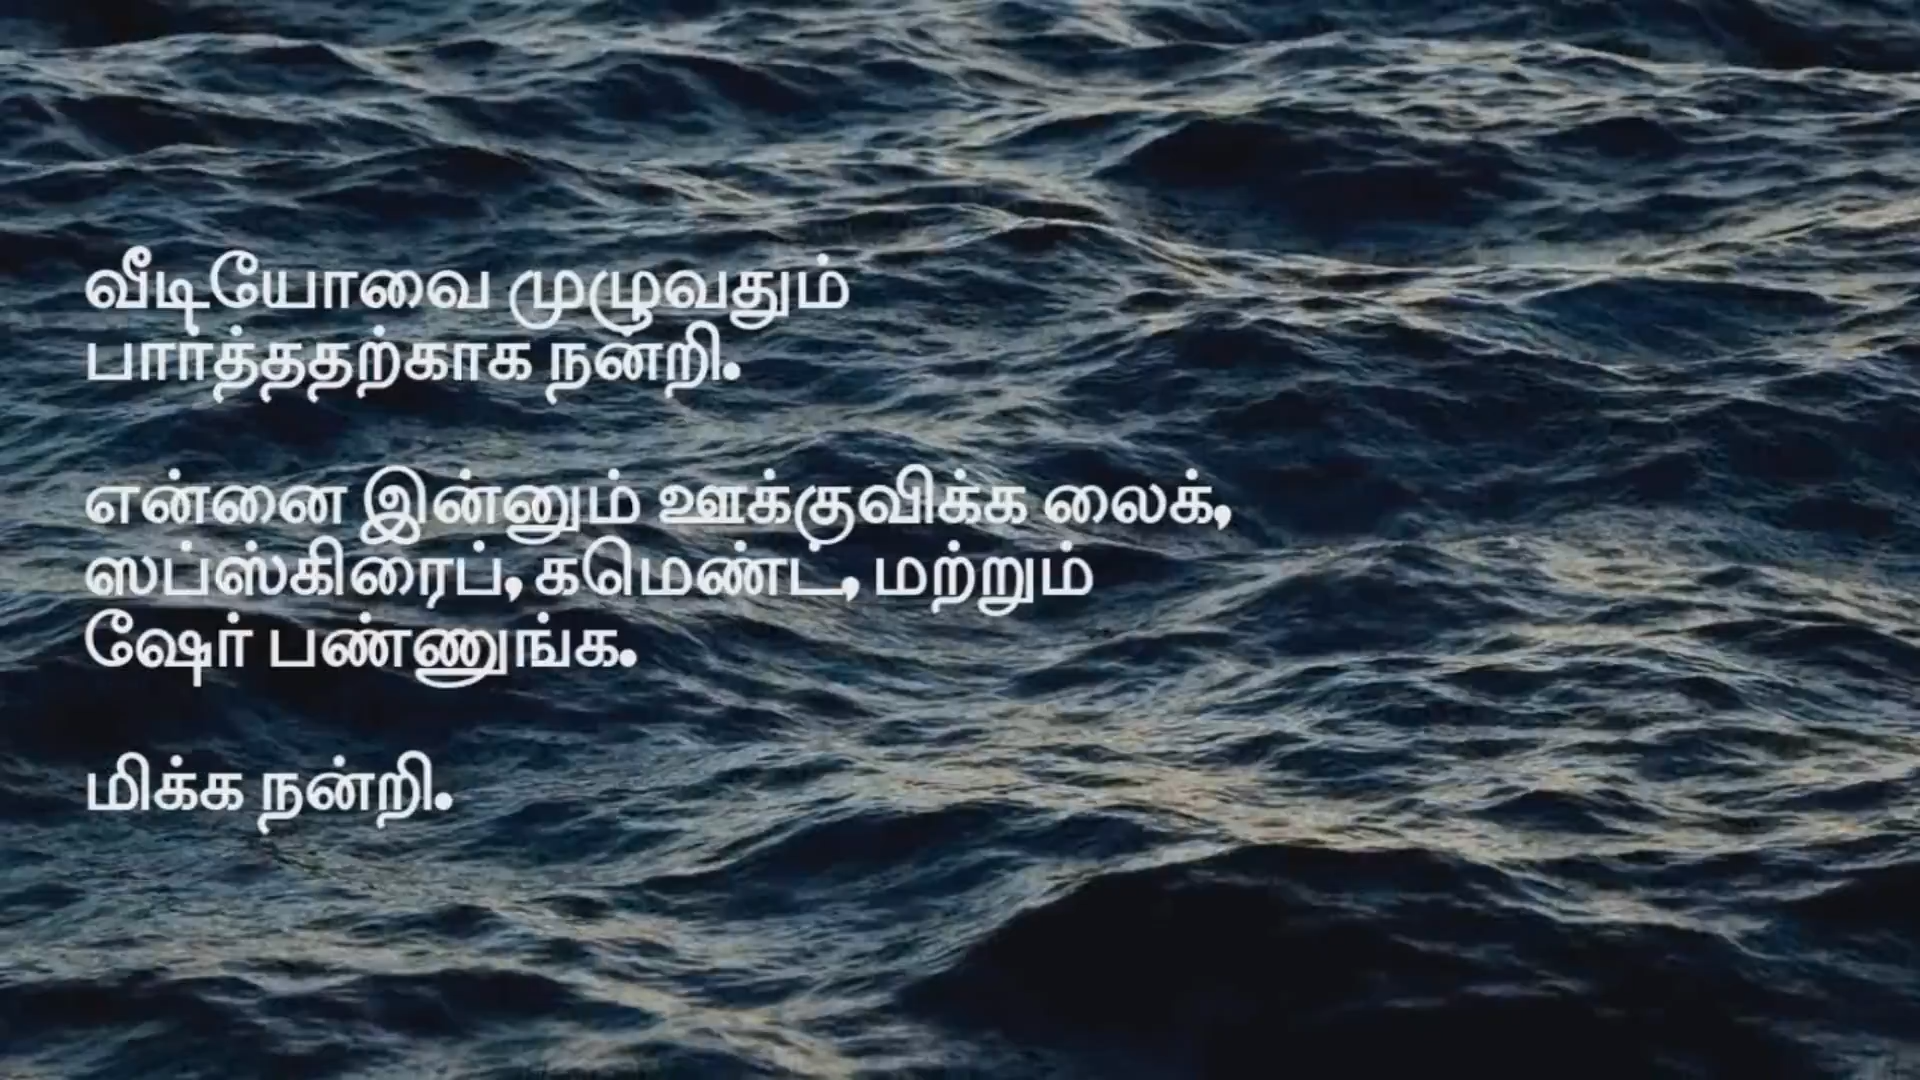 வீடியோவை முழுவதும்
பார்த்ததற்காக நன்றி.
என்னை இன்னும் ஊக்குவிக்க லைக்,
ஸப்ஸ்கிரைப், கமெண்ட், மற்றும்
ஷேர் பண்ணுங்க.
மிக்க நன்றி.